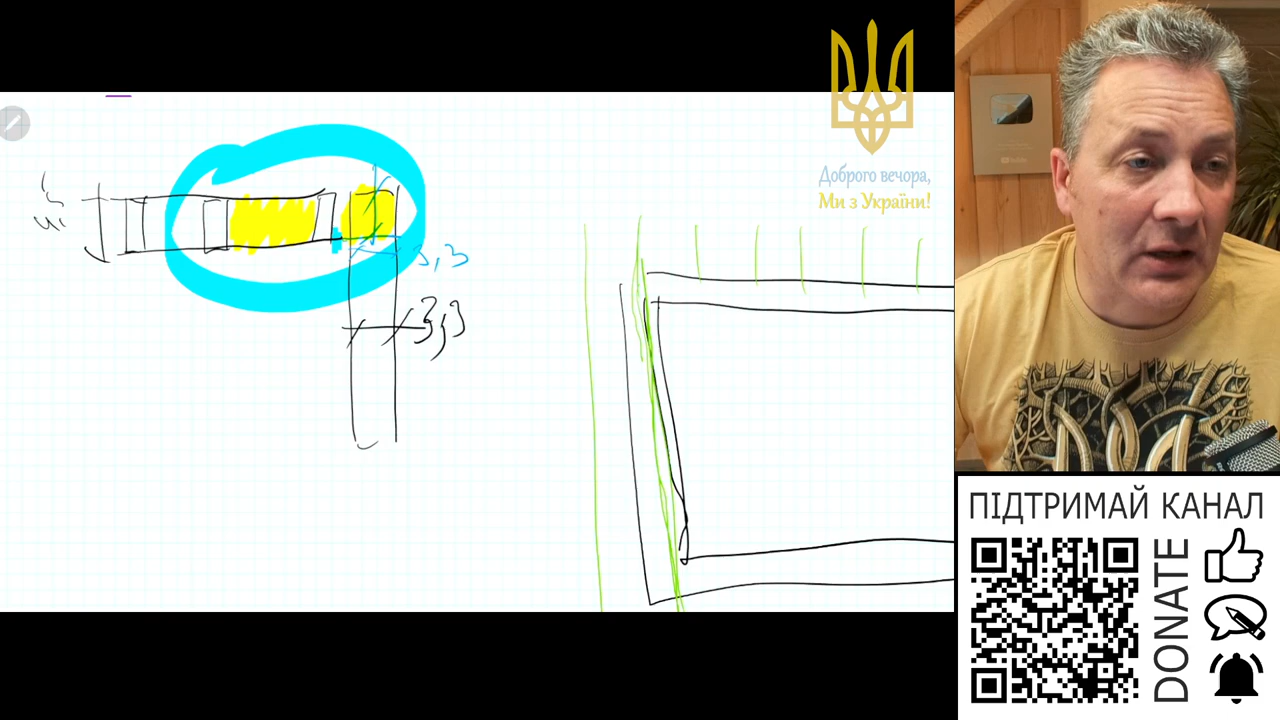 Доброго вечора,
Ми з України!
3,3
3,3
ПІДТРИМАЙ КАНАЛ
DONATE